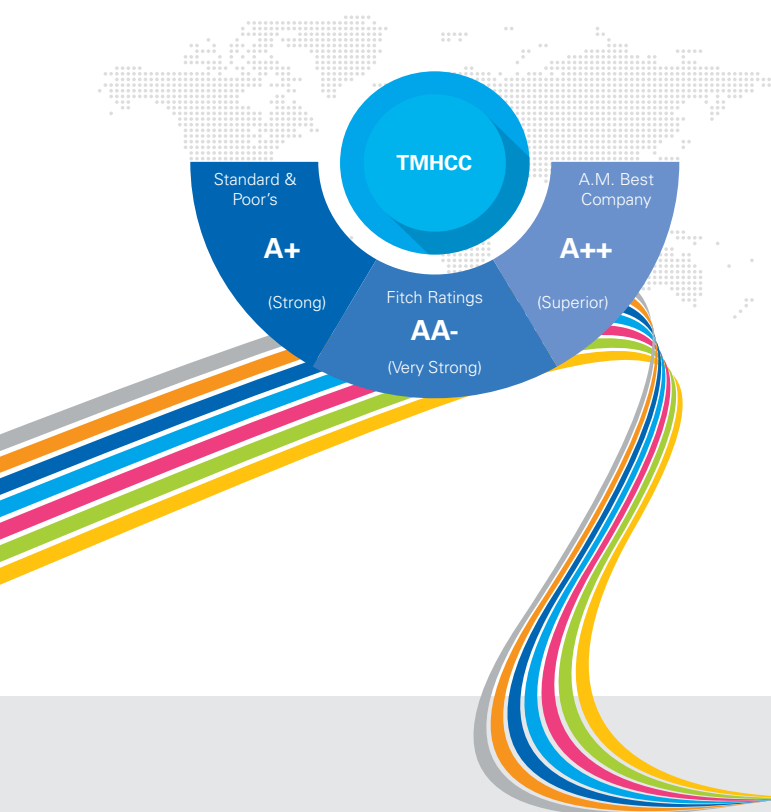 TMHCC
Standard &
Poor's
A+
(Strong)
Fitch Ratings
AA-
(Very Strong)
A.M. Best
Company
A++
(Superior)